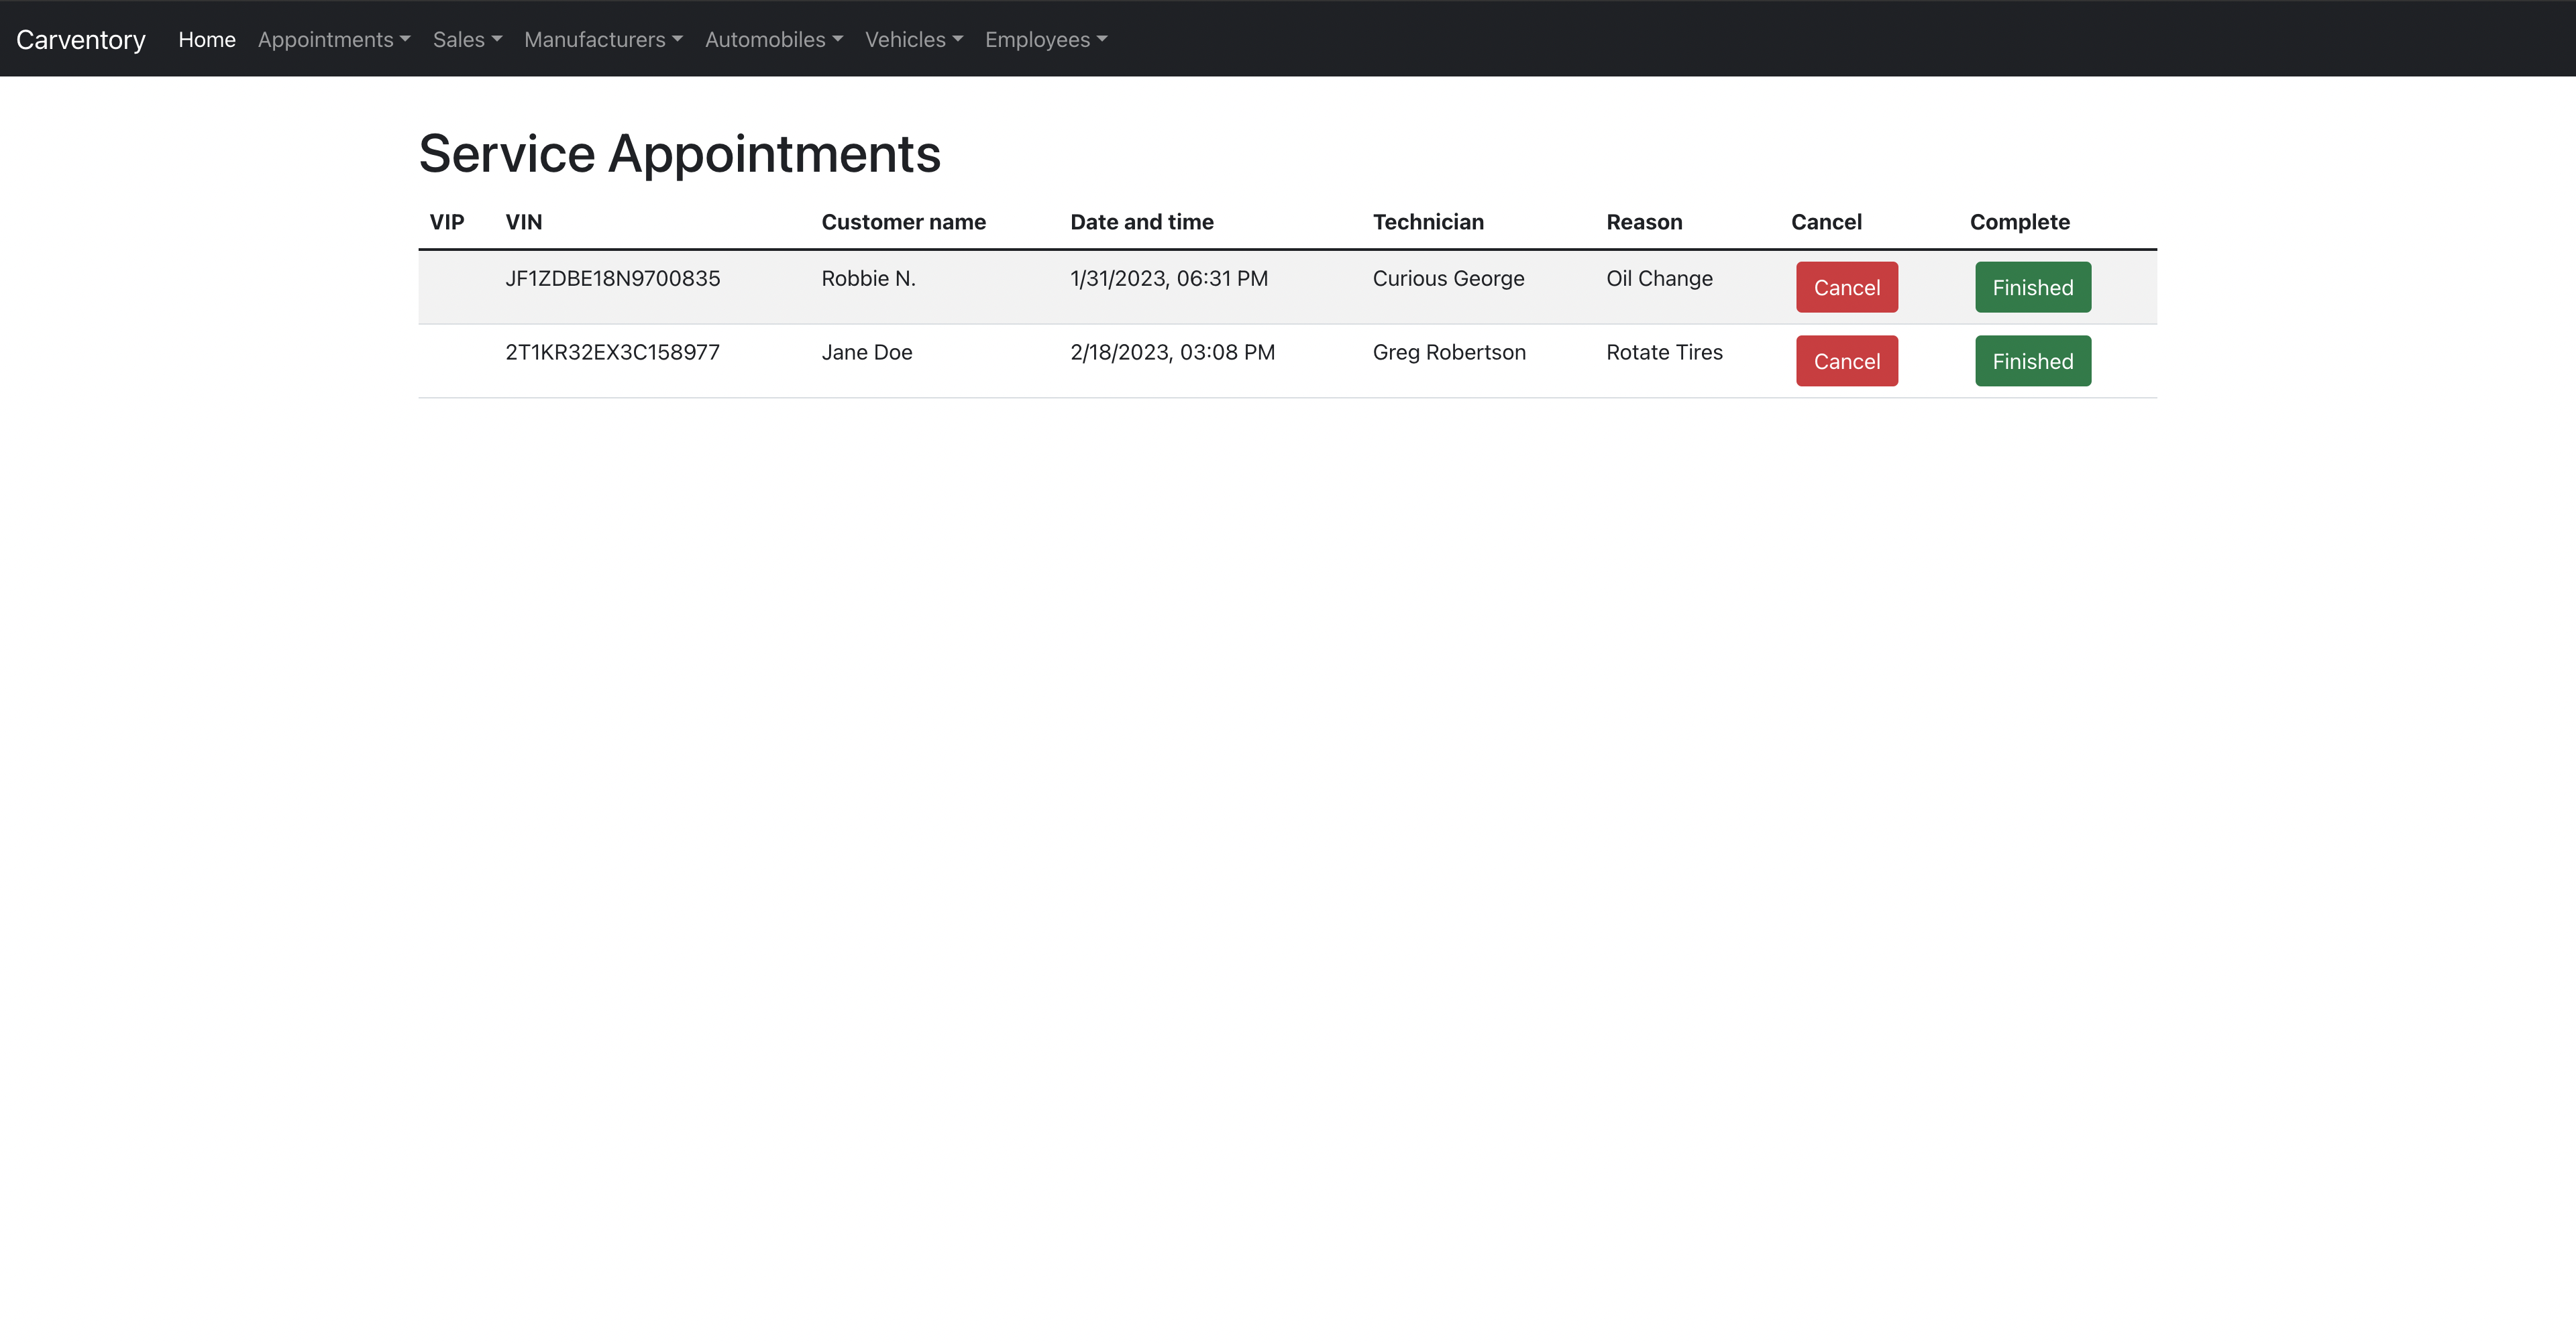 Carventory Home Appointments Sales Manufacturers Automobiles Vehicles Employees
Service Appointments
VIP VIN Customer name Date and time Technician Reason Cancel Complete
JF1ZDBE18N9700835 Robbie N. 1/31/2023, 06:31 PM Curious George Oil Change Cancel Finished
2T1KR32EX3C158977 Jane Doe 2/18/2023, 03:08 PM Greg Robertson Rotate Tires Cancel Finished